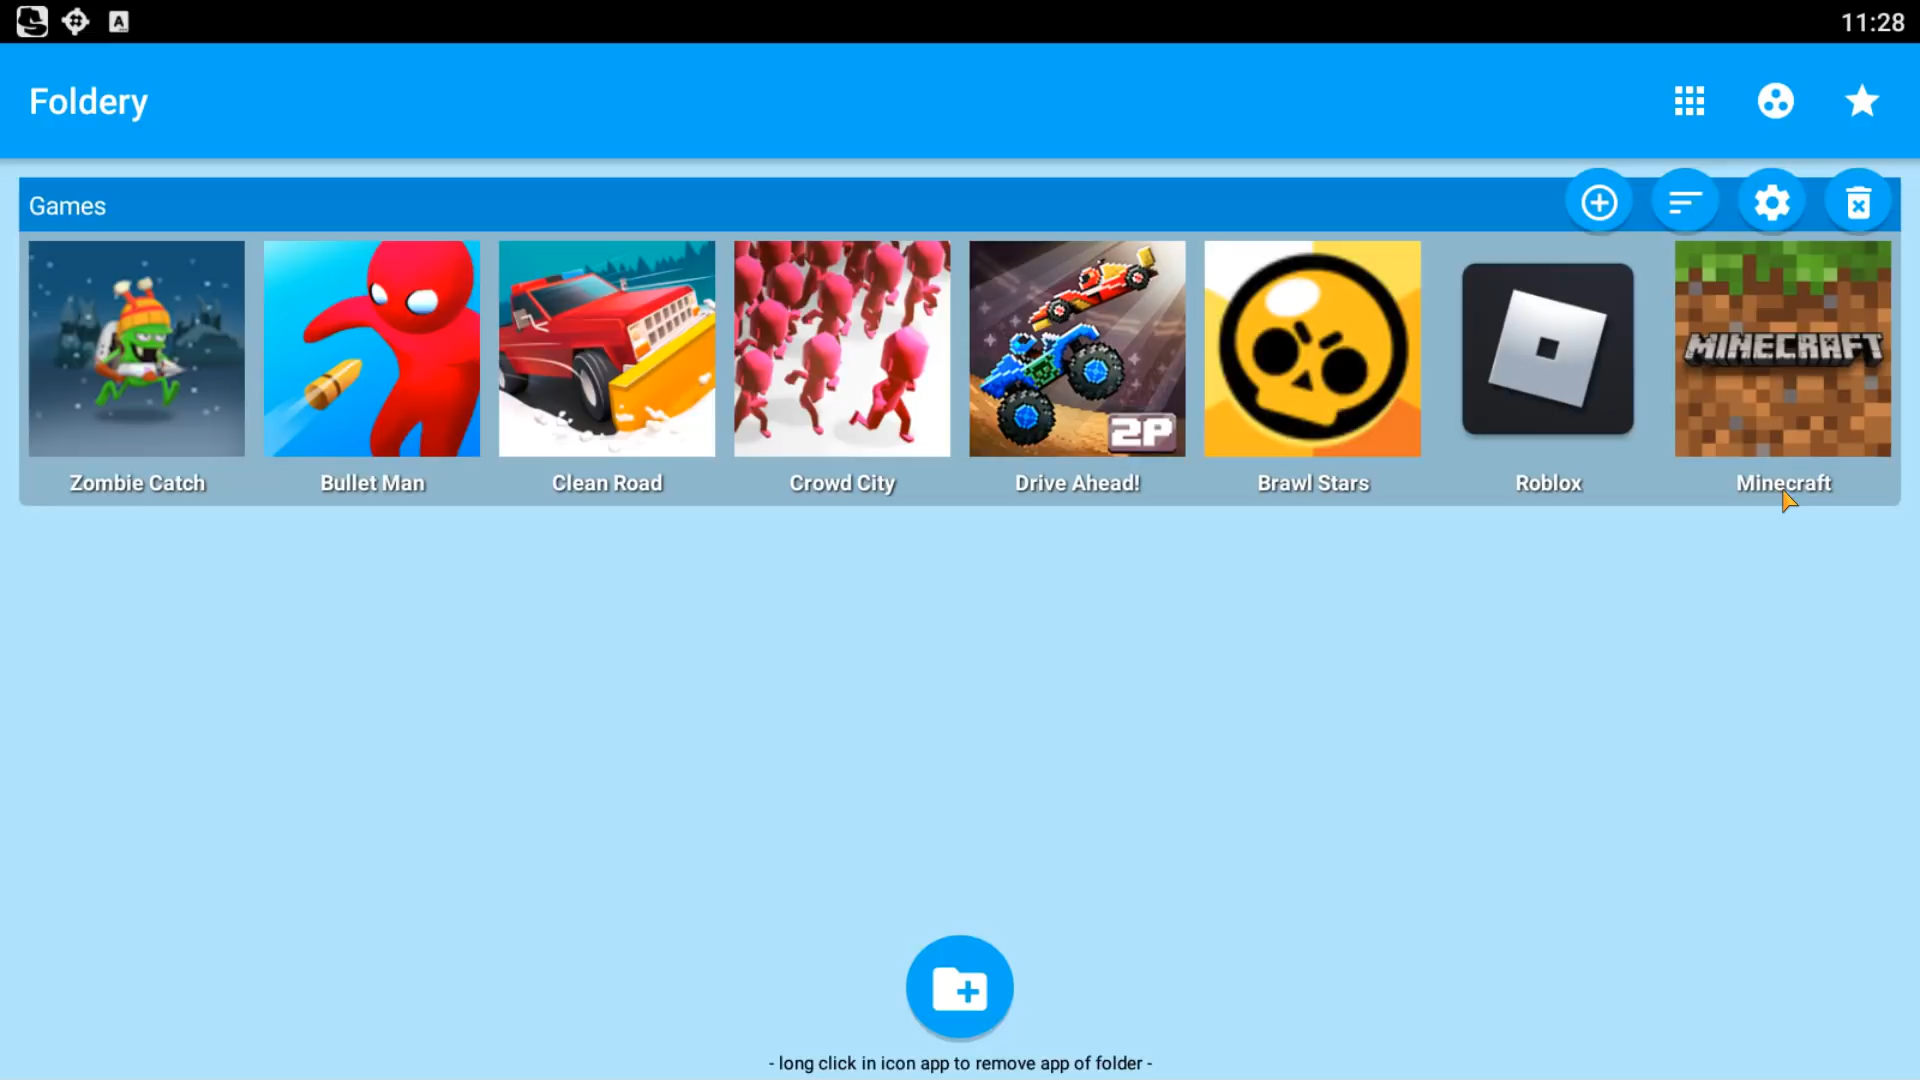 A
11:28
Foldery
Games
2P
MINECRAFT
Zombie Catch
Bullet Man
Clean Road
Crowd City
Drive Ahead!
Brawl Stars
Roblox
Minecraft
- long click in icon app to remove app of folder -